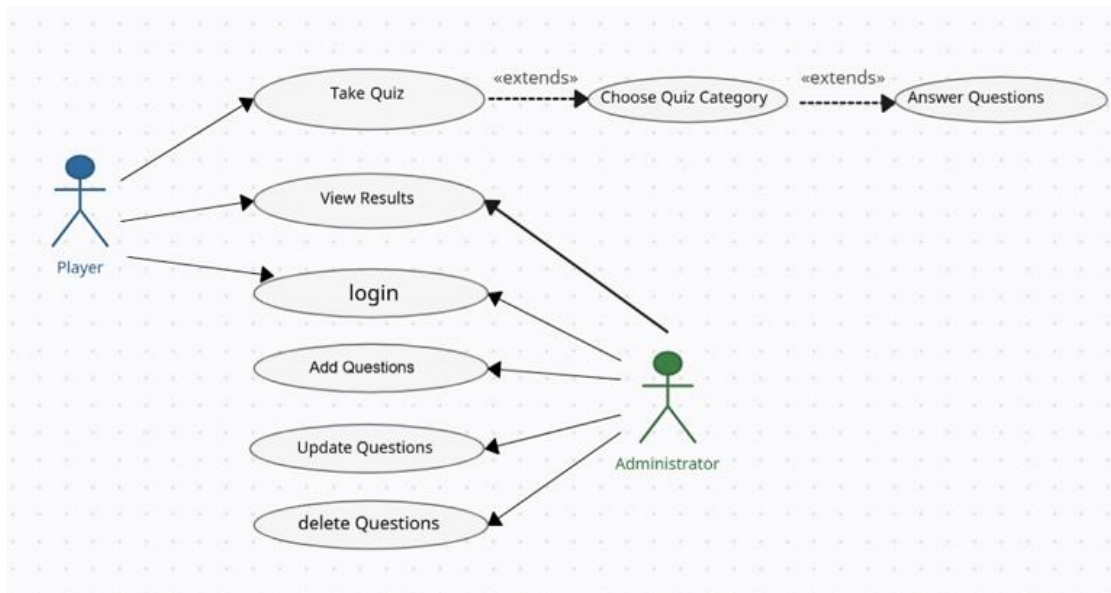 «extends»
«extends»
Take Quiz
Choose Quiz Category
Answer Questions
View Results
Player
login
Add Questions
Update Questions
Administrator
delete Questions